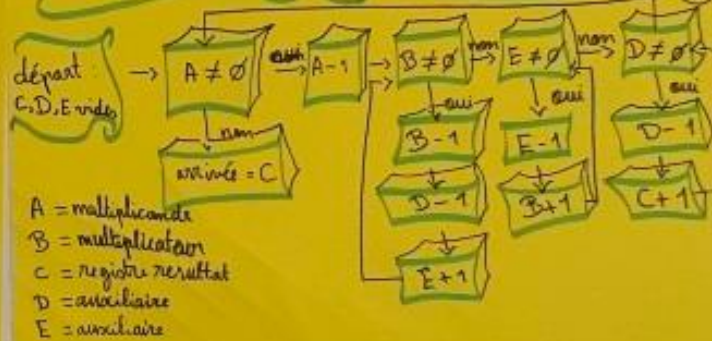 départ :
C, D, E vides
A ≠ ∅
oui
A-1
B ≠ ∅
non
E ≠ ∅
non
D ≠ ∅
non
arrivée = C
oui
B-1
D-1
E+1
oui
E-1
B+1
oui
D-1
C+1
A = multiplicande
B = multiplicateur
C = registre resultat
D = auxiliaire
E = auxiliaire